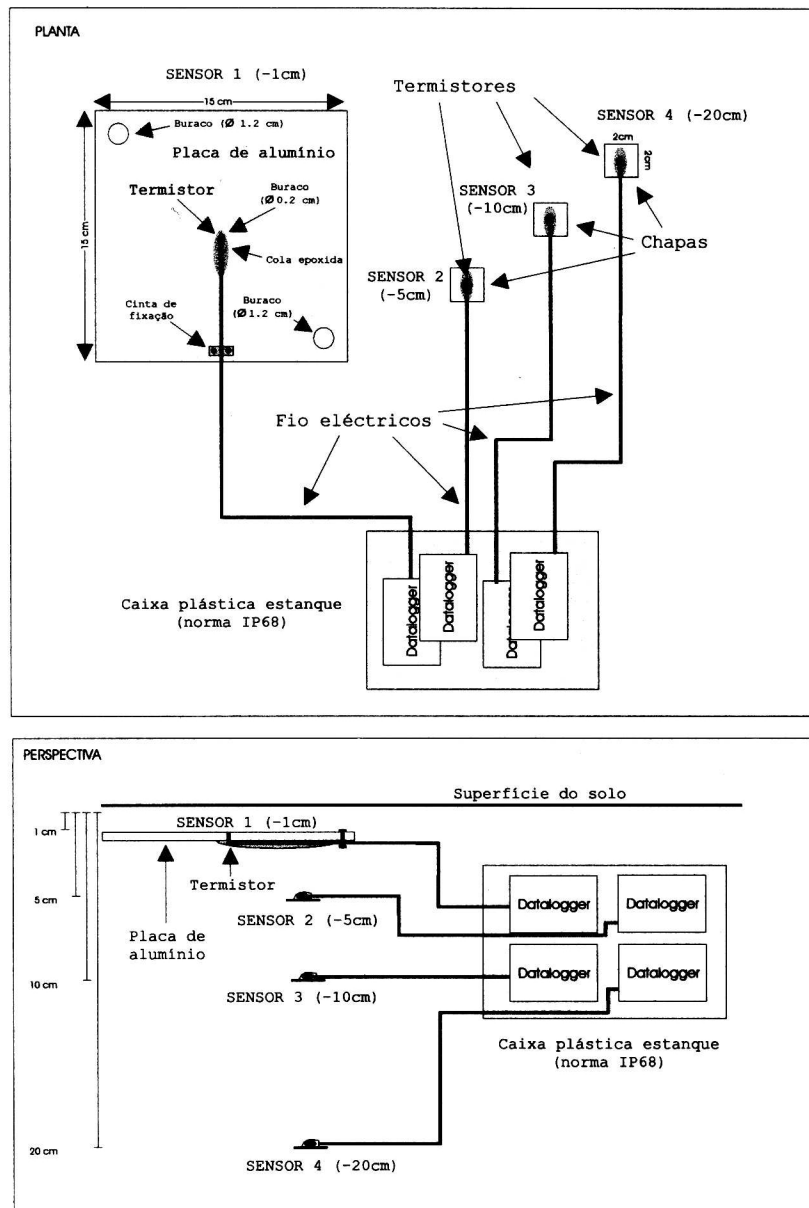 PLANTA
SENSOR 1 (-1cm)
15 cm
Buraco (Ø 1.2 cm)
Placa de alumínio
15 cm
Termistor
Buraco
(Ø 0.2 cm)
Cola epoxida
Cinta de
fixação
Buraco
(Ø 1.2 cm)
Termistores
SENSOR 4 (-20cm)
2cm
2cm
SENSOR 3
(-10cm)
Chapas
SENSOR 2
(-5cm)
Fio eléctricos
Caixa plástica estanque
(norma IP68)
Datalogger
Datalogger
Datalogger
Datalogger
PERSPECTIVA
Superfície do solo
SENSOR 1 (-1cm)
1 cm
Termistor
5 cm
SENSOR 2 (-5cm)
Placa de
alumínio
Datalogger
Datalogger
10 cm
SENSOR 3 (-10cm)
Datalogger
Datalogger
Caixa plástica estanque
(norma IP68)
20 cm
SENSOR 4 (-20cm)